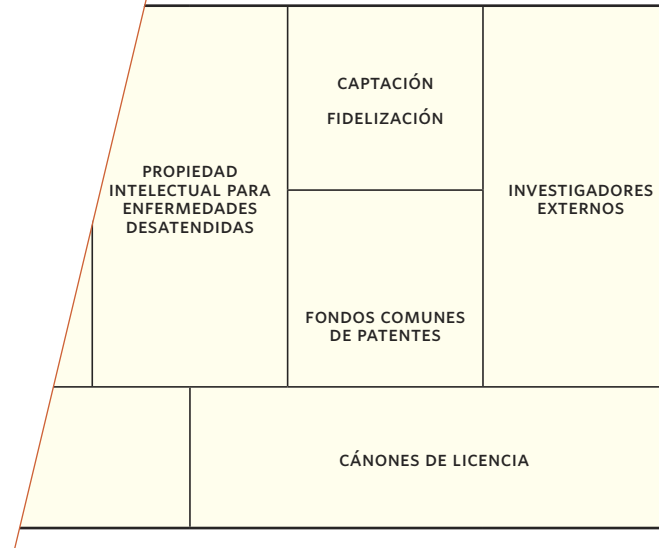 PROPIEDAD
INTELECTUAL PARA
ENFERMEDADES
DESATENDIDAS
CAPTACIÓN
FIDELIZACIÓN
FONDOS COMUNES
DE PATENTES
INVESTIGADORES
EXTERNOS
CÁNONES DE LICENCIA